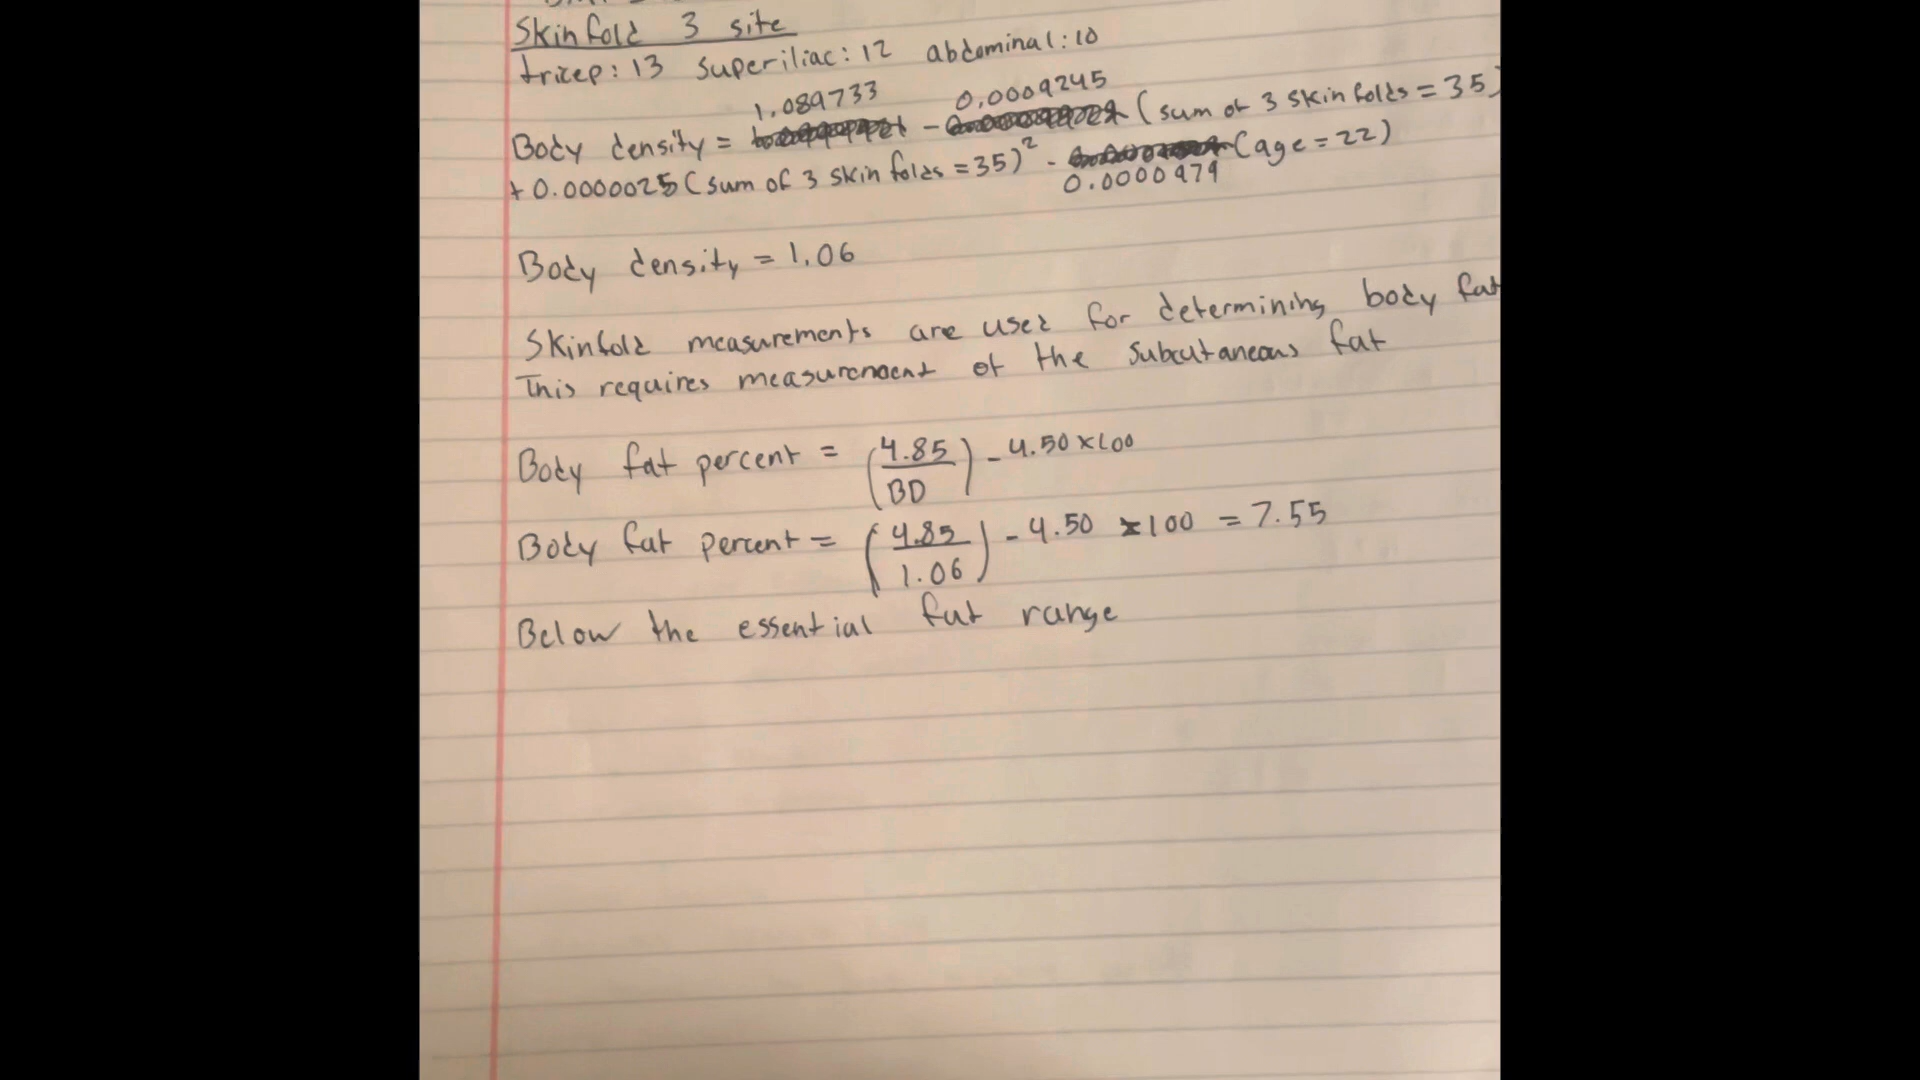 Skinfold 3 site
tricep: 13 superiliac: 12 abdominal: 10
1.089733 0.0009245
Body density = - (sum of 3 skin folds = 35)
+ 0.0000025 (sum of 3 skin folds = 35)² - (age = 22)
0.0000979
Body density = 1.06
Skinfold measurements are used for determining body fat
This requires measurement of the subcutaneous fat
Body fat percent = (4.85/BD) - 4.50 x100
Body fat percent = (4.85/1.06) - 4.50 x100 = 7.55
Below the essential fat range